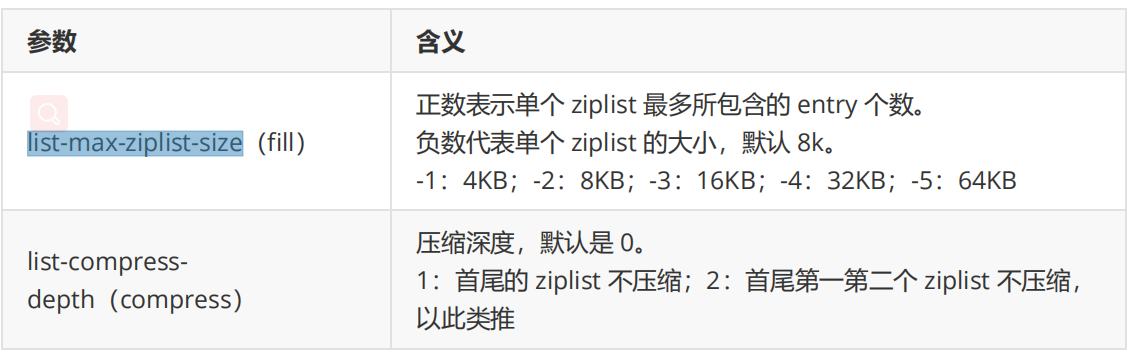 参数
含义
list-max-ziplist-size（fill）
正数表示单个 ziplist 最多所包含的 entry 个数。
负数代表单个 ziplist 的大小，默认 8k。
-1：4KB；-2：8KB；-3：16KB；-4：32KB；-5：64KB
list-compress-
depth（compress）
压缩深度，默认是 0。
1：首尾的 ziplist 不压缩；2：首尾第一第二个 ziplist 不压缩，
以此类推